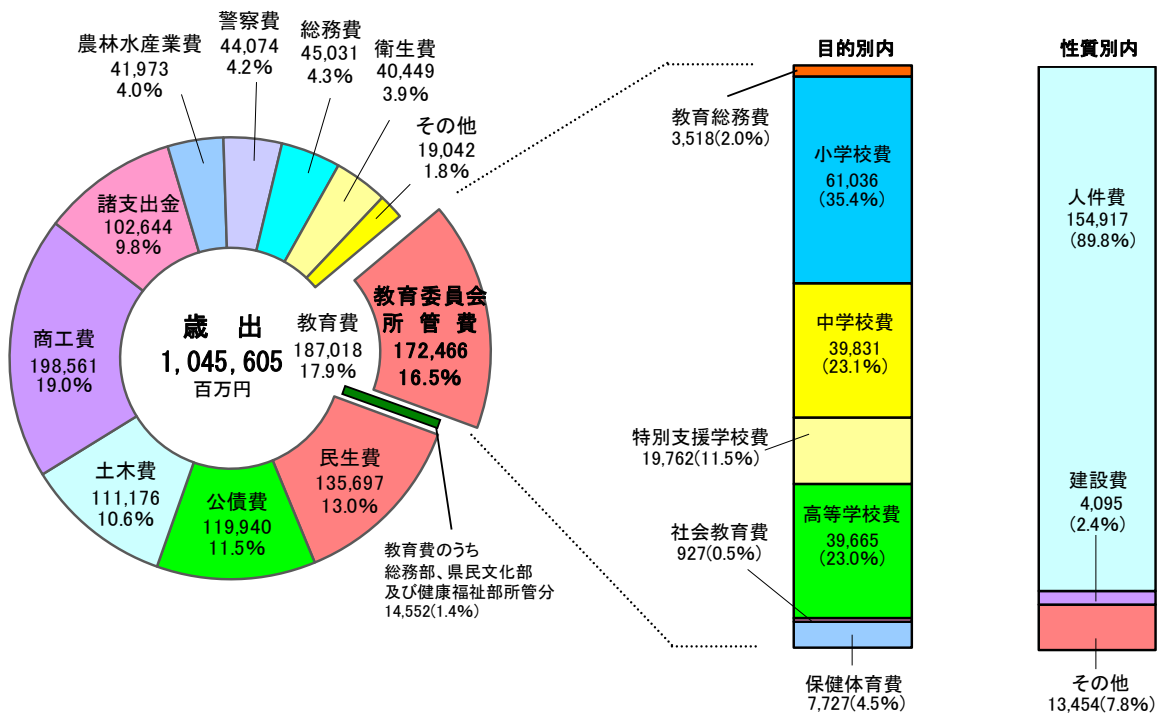 農林水産業費
41,973
4.0%
警察費
44,074
4.2%
総務費
45,031
4.3%
衛生費
40,449
3.9%
その他
19,042
1.8%
諸支出金
102,644
9.8%
商工費
198,561
19.0%
土木費
111,176
10.6%
公債費
119,940
11.5%
民生費
135,697
13.0%
歳 出
1,045,605
百万円
教育費
187,018
17.9%
教育委員会
所 管 費
172,466
16.5%
教育費のうち
総務部、県民文化部
及び健康福祉部所管分
14,552(1.4%)
目的別内
教育総務費
3,518(2.0%)
小学校費
61,036
(35.4%)
中学校費
39,831
(23.1%)
特別支援学校費
19,762(11.5%)
高等学校費
39,665
(23.0%)
社会教育費
927(0.5%)
保健体育費
7,727(4.5%)
性質別内
人件費
154,917
(89.8%)
建設費
4,095
(2.4%)
その他
13,454(7.8%)